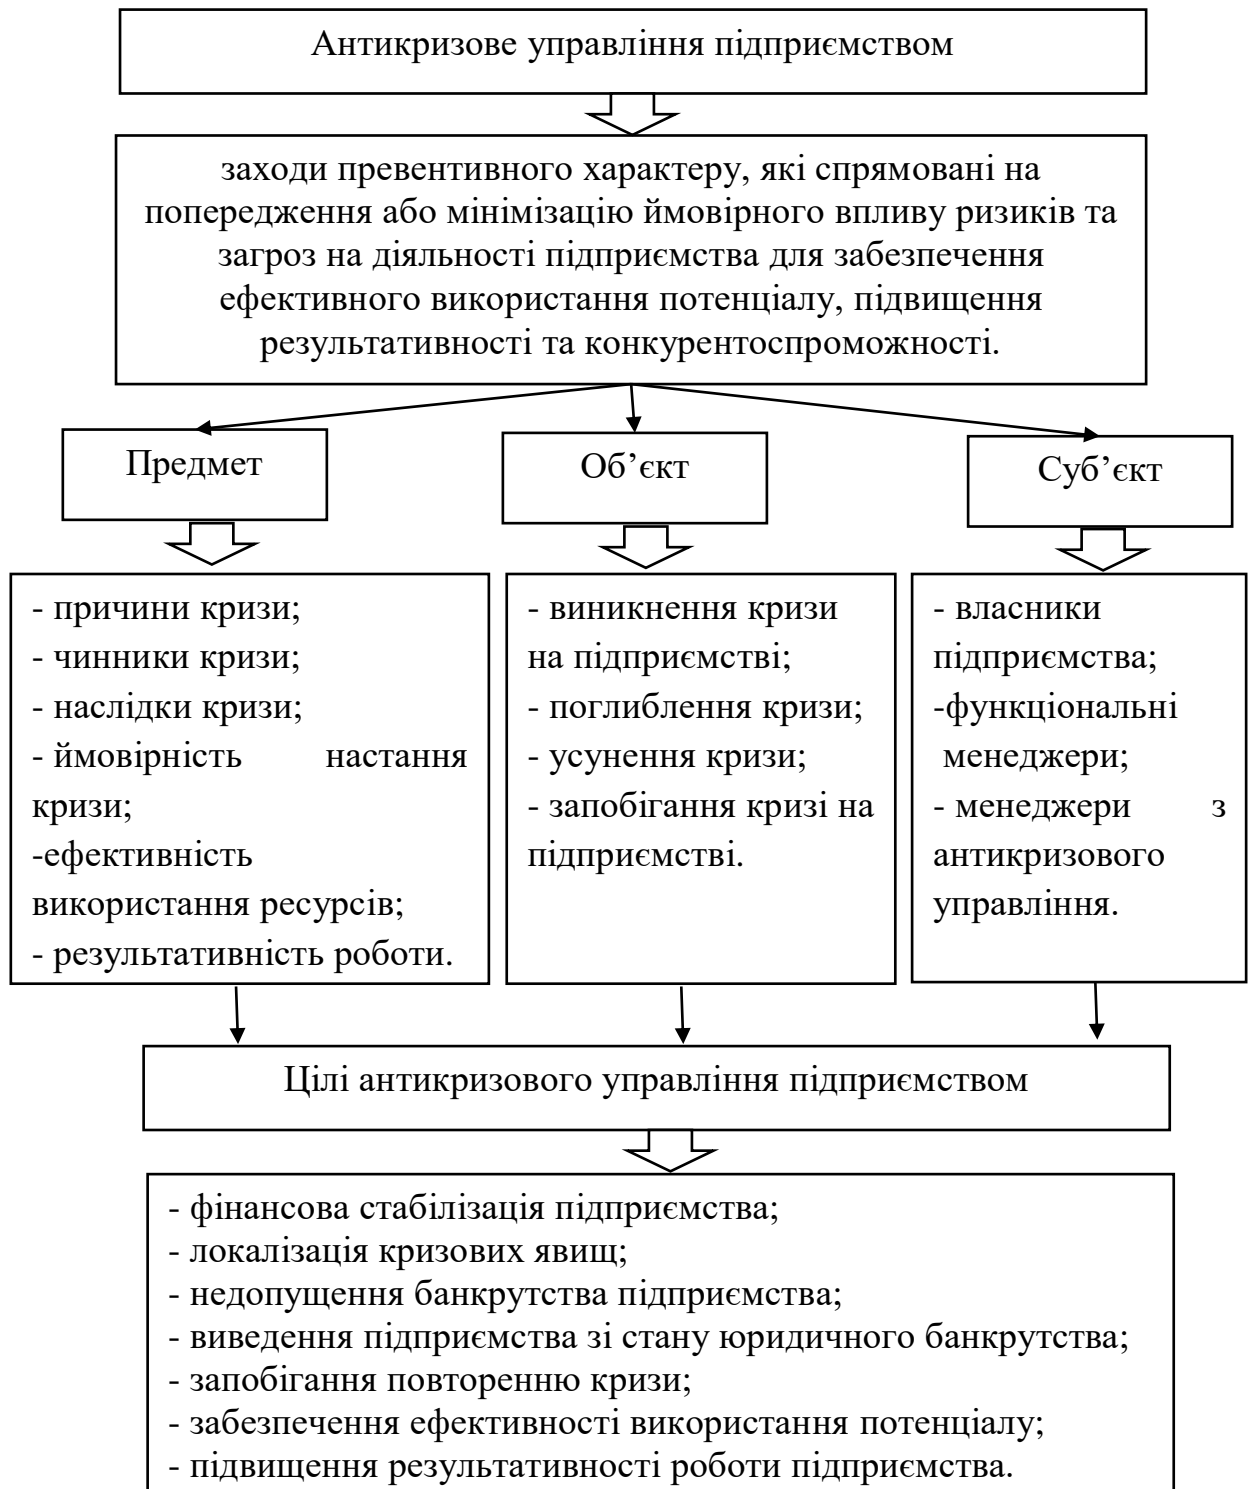 Антикризове управління підприємством
заходи превентивного характеру, які спрямовані на
попередження або мінімізацію ймовірного впливу ризиків та
загроз на діяльності підприємства для забезпечення
ефективного використання потенціалу, підвищення
результативності та конкурентоспроможності.
Предмет
Об’єкт
Суб’єкт
- причини кризи;
- чинники кризи;
- наслідки кризи;
- ймовірність настання
кризи;
-ефективність
використання ресурсів;
- результативність роботи.
- виникнення кризи
на підприємстві;
- поглиблення кризи;
- усунення кризи;
- запобігання кризі на
підприємстві.
- власники
підприємства;
-функціональні
менеджери;
- менеджери з
антикризового
управління.
Цілі антикризового управління підприємством
- фінансова стабілізація підприємства;
- локалізація кризових явищ;
- недопущення банкрутства підприємства;
- виведення підприємства зі стану юридичного банкрутства;
- запобігання повторенню кризи;
- забезпечення ефективності використання потенціалу;
- підвищення результативності роботи підприємства.